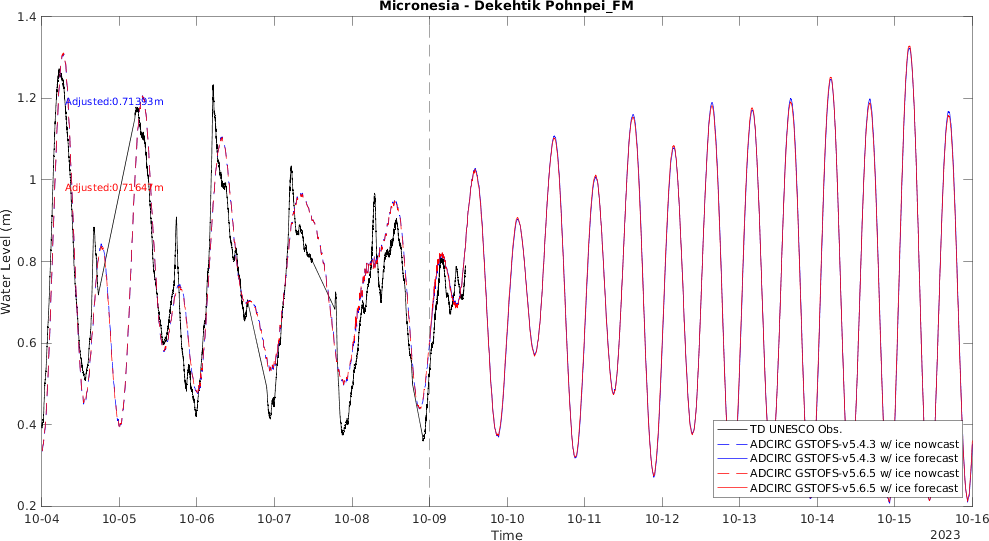 Micronesia - Dekehtik Pohnpei_FM
1.4
1.2
1
0.8
0.6
0.4
0.2
Water Level (m)
Adjusted:0.71393m
Adjusted:0.71647m
TD UNESCO Obs.
ADCIRC GSTOFS-v5.4.3 w/ ice nowcast
ADCIRC GSTOFS-v5.4.3 w/ ice forecast
ADCIRC GSTOFS-v5.6.5 w/ ice nowcast
ADCIRC GSTOFS-v5.6.5 w/ ice forecast
10-04 10-05 10-06 10-07 10-08 10-09 10-10 10-11 10-12 10-13 10-14 10-15 10-16
Time
2023